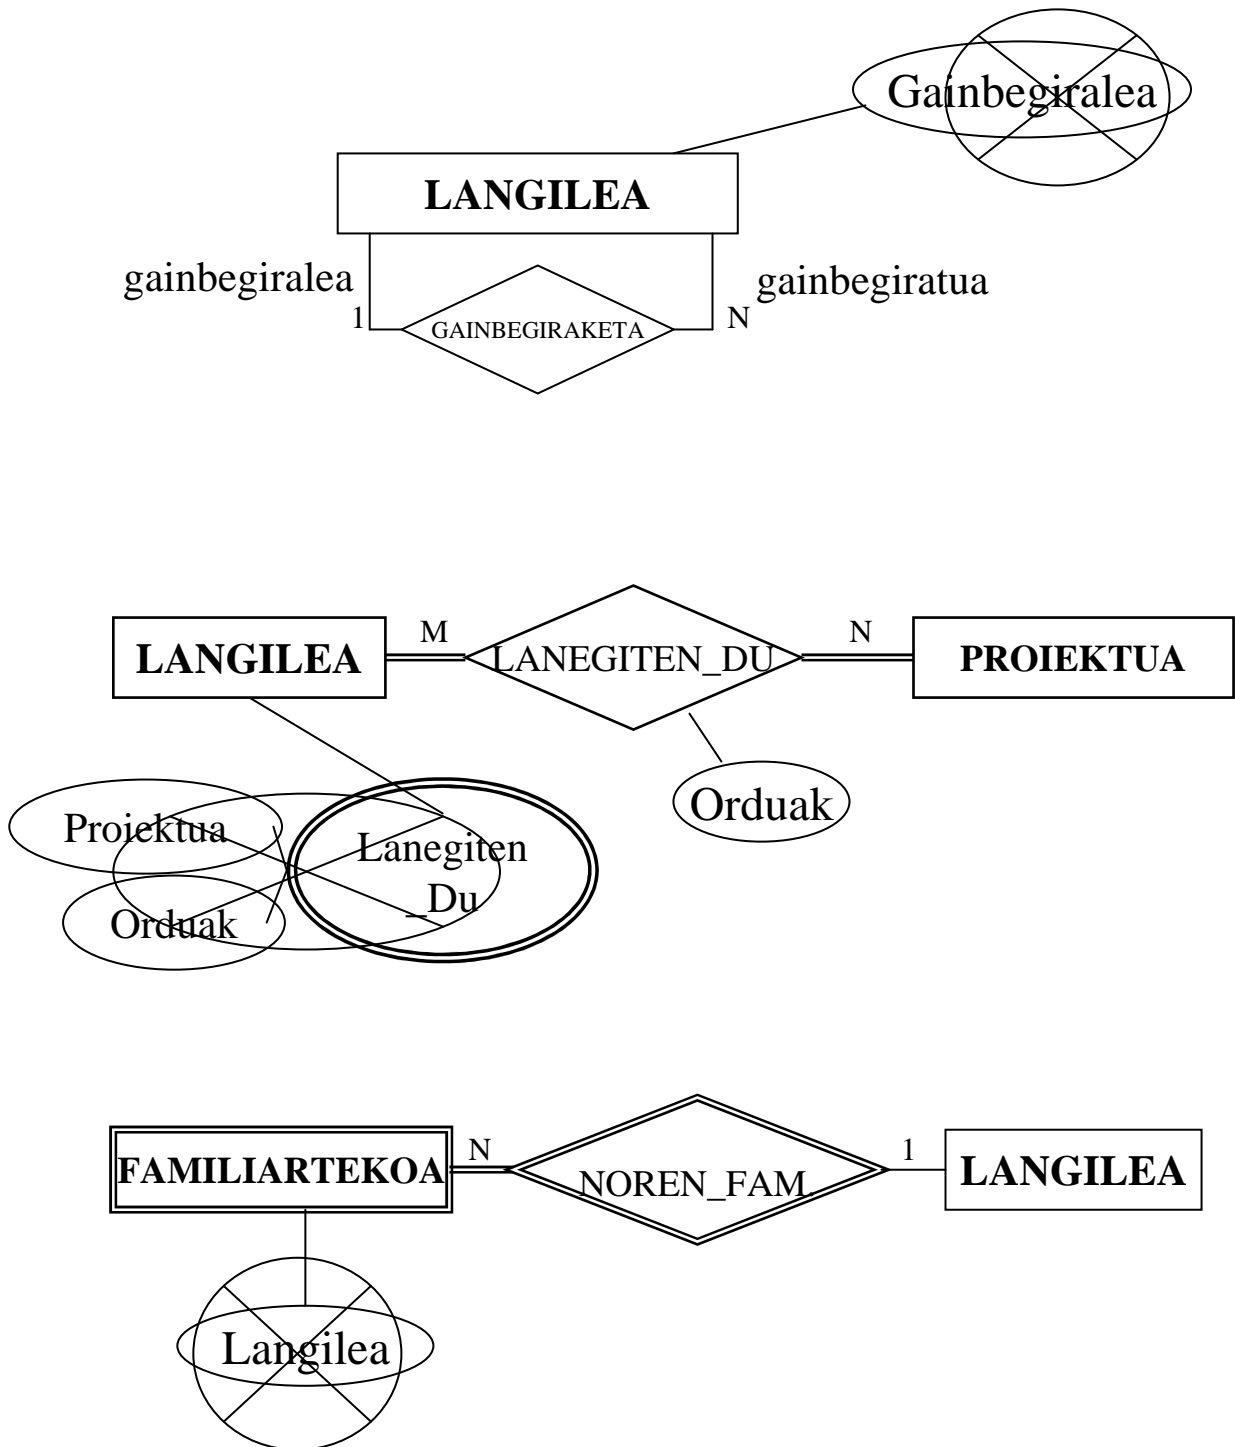 Gainbegiralea
LANGILEA
gainbegiralea
gainbegiratua
1
GAINBEGIRAKETA
N
M
N
LANGILEA
LANEGITEN_DU
PROIEKTUA
Orduak
Proiektua
Lanegiten
_Du
Orduak
N
1
FAMILIARTEKOA
NOREN_FAM.
LANGILEA
Langilea